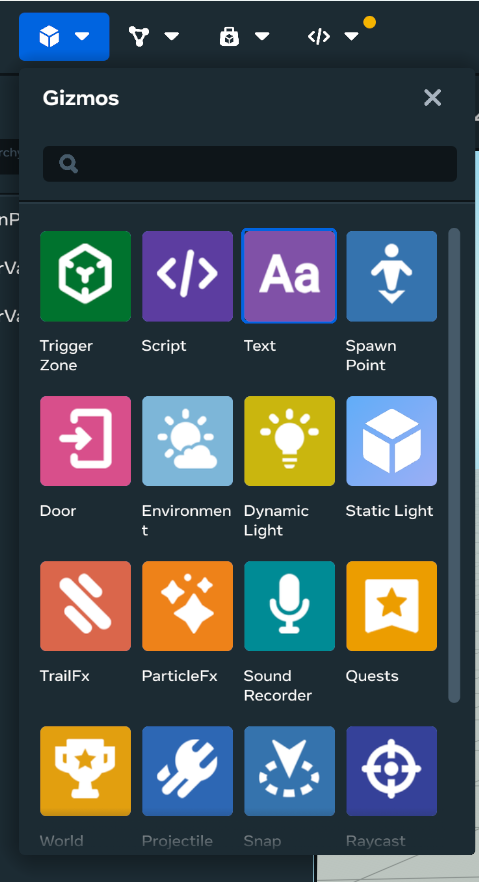 Gizmos
rchy
nP
rVa
rVa
</>
Aa
Trigger
Zone
Script
Text
Spawn
Point
Door
Environmen
t
Dynamic
Light
Static Light
TrailFx
ParticleFx
Sound
Recorder
Quests
World
Projectile
Snap
Raycast